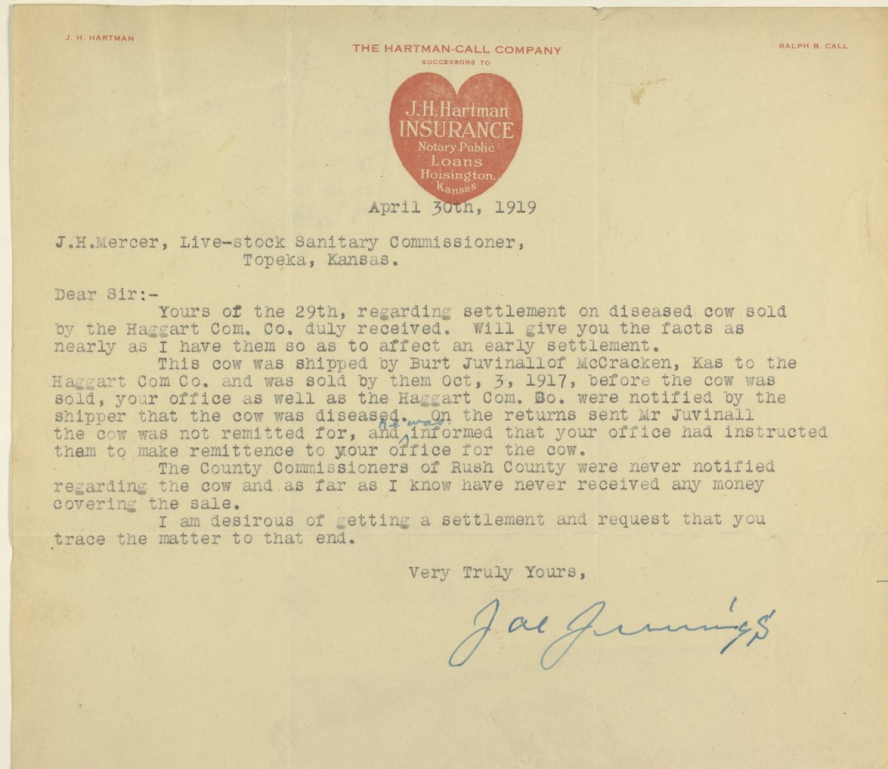 J. H. HARTMAN
THE HARTMAN-CALL COMPANY
RALPH B. CALL
SUCCESSORS TO
J.H.Hartman
INSURANCE
Notary Public
Loans
Hoisington.
Kansas
April 30th, 1919
J.H.Mercer, Live-stock Sanitary Commissioner,
Topeka, Kansas.
Dear Sir:-
Yours of the 29th, regarding settlement on diseased cow sold
by the Haggart Com. Co. duly received. Will give you the facts as
nearly as I have them so as to affect an early settlement.
This cow was shipped by Burt Juvinallof McCracken, Kas to the
Haggart Com Co. and was sold by them Oct, 3, 1917, before the cow was
sold, your office as well as the Haggart Com. Bo. were notified by the
shipper that the cow was diseased. On the returns sent Mr Juvinall
he was
the cow was not remitted for, and informed that your office had instructed
them to make remittence to your office for the cow.
The County Commissioners of Rush County were never notified
regarding the cow and as far as I know have never received any money
covering the sale.
I am desirous of getting a settlement and request that you
trace the matter to that end.
Very Truly Yours,
Joe Jennings